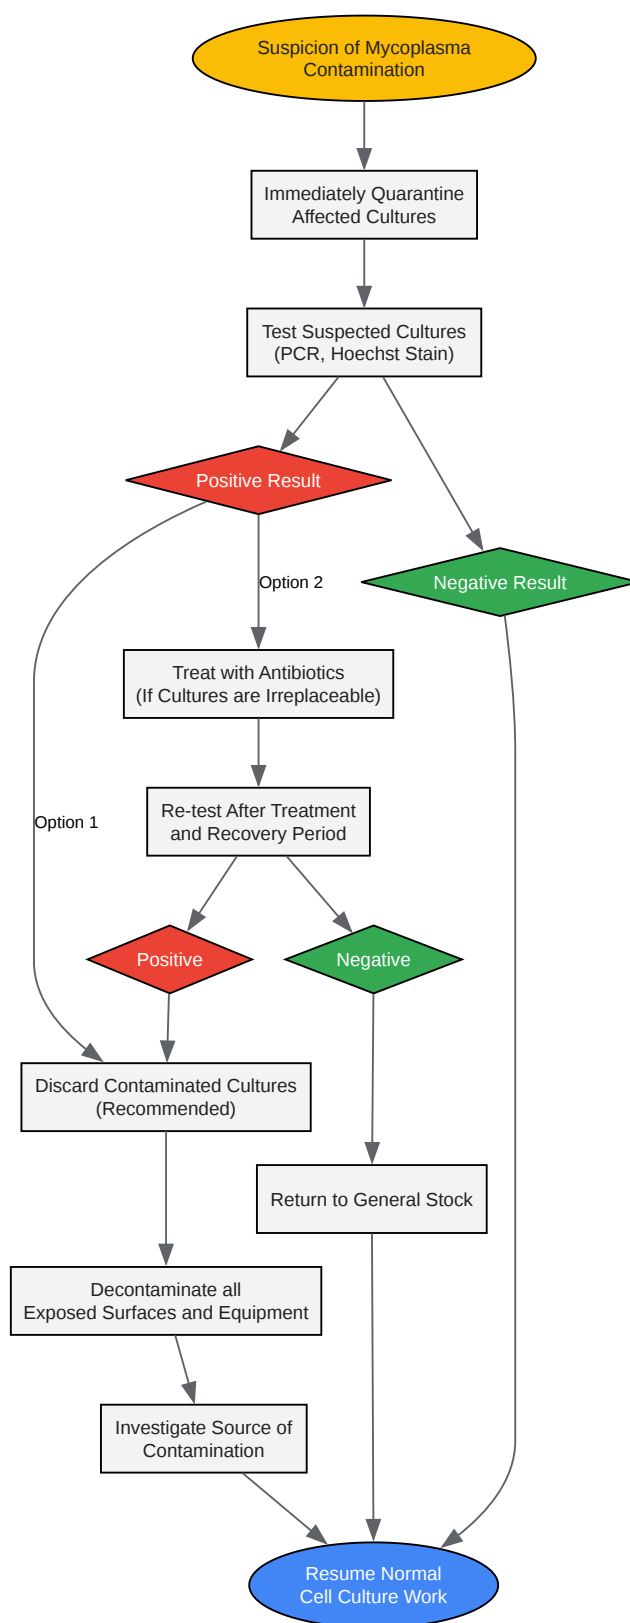 Suspicion of Mycoplasma
Contamination
Immediately Quarantine
Affected Cultures
Test Suspected Cultures
(PCR, Hoechst Stain)
Positive Result
Negative Result
Option 2
Treat with Antibiotics
(If Cultures are Irreplaceable)
Re-test After Treatment
and Recovery Period
Option 1
Positive
Negative
Discard Contaminated Cultures
(Recommended)
Return to General Stock
Decontaminate all
Exposed Surfaces and Equipment
Investigate Source of
Contamination
Resume Normal
Cell Culture Work